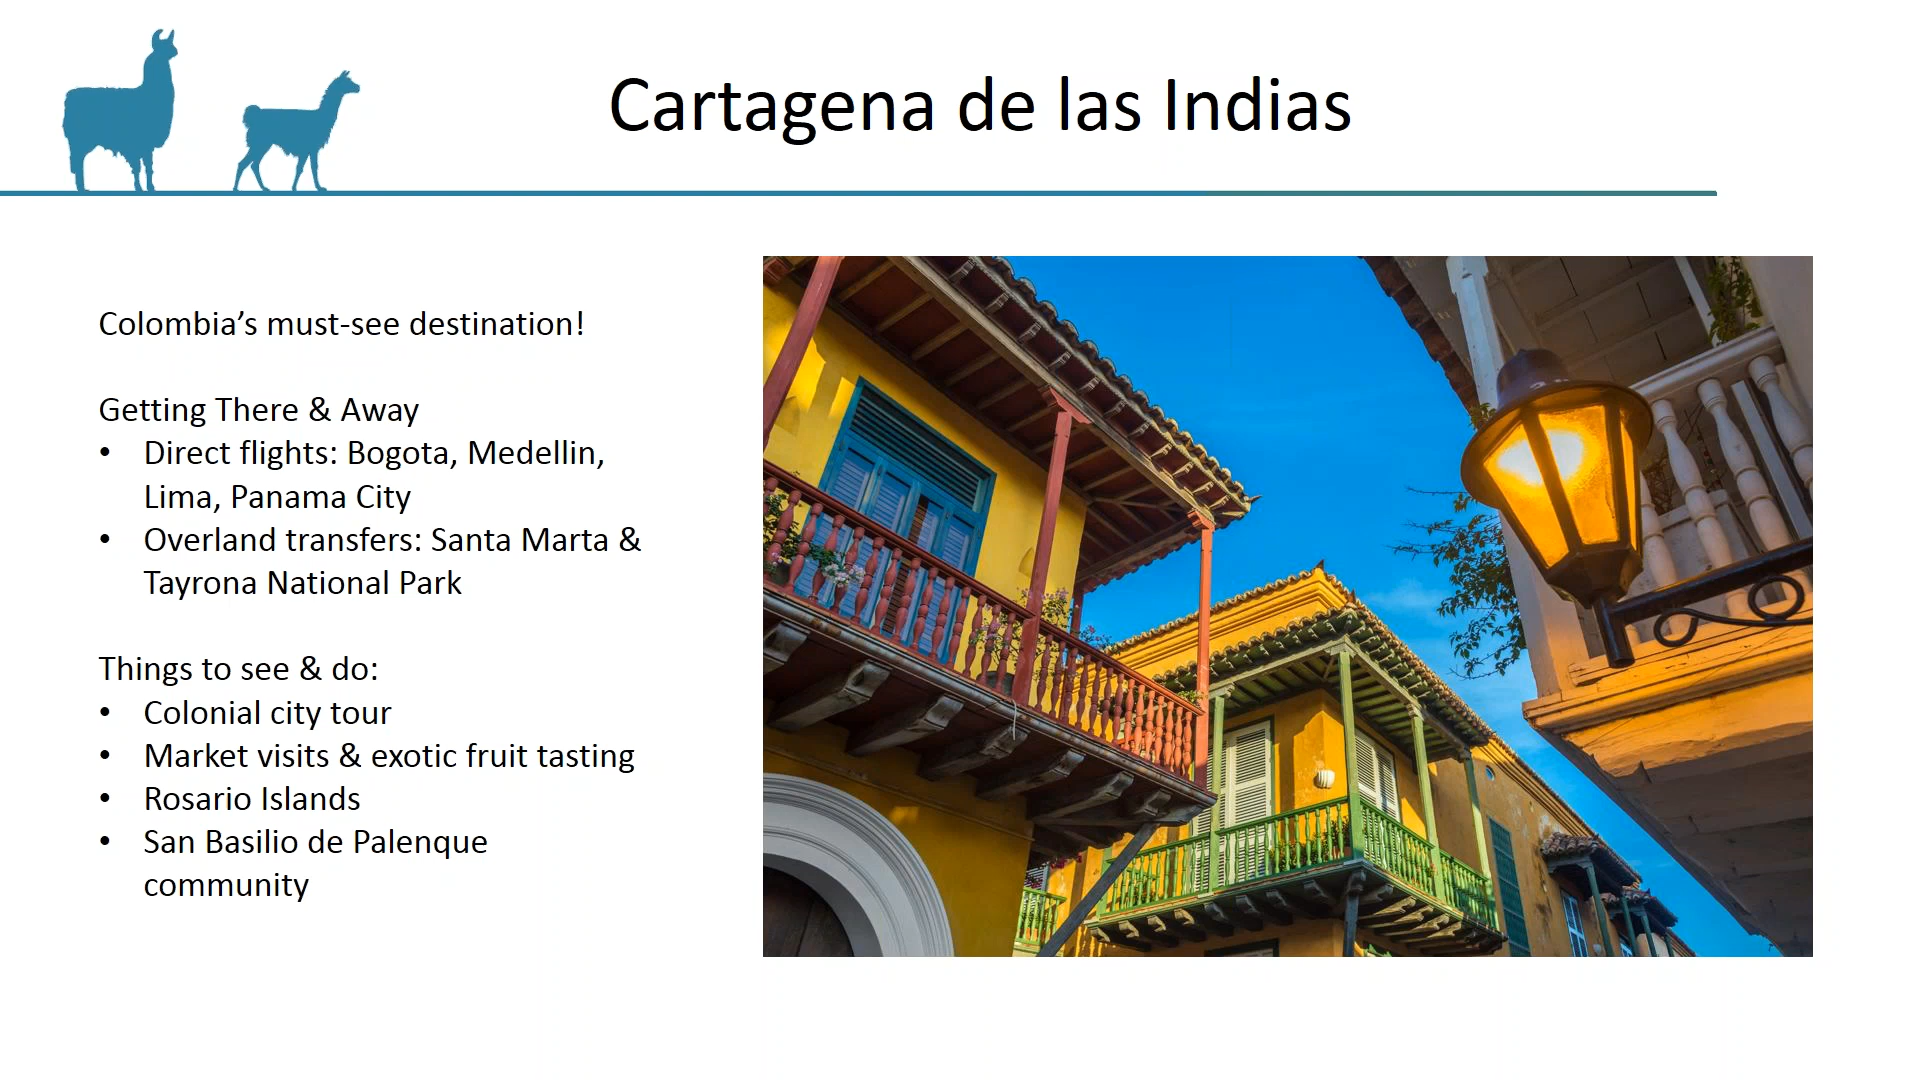 Cartagena de las Indias
Colombia’s must-see destination!
Getting There & Away
• Direct flights: Bogota, Medellin,
Lima, Panama City
• Overland transfers: Santa Marta &
Tayrona National Park
Things to see & do:
• Colonial city tour
• Market visits & exotic fruit tasting
• Rosario Islands
• San Basilio de Palenque
community